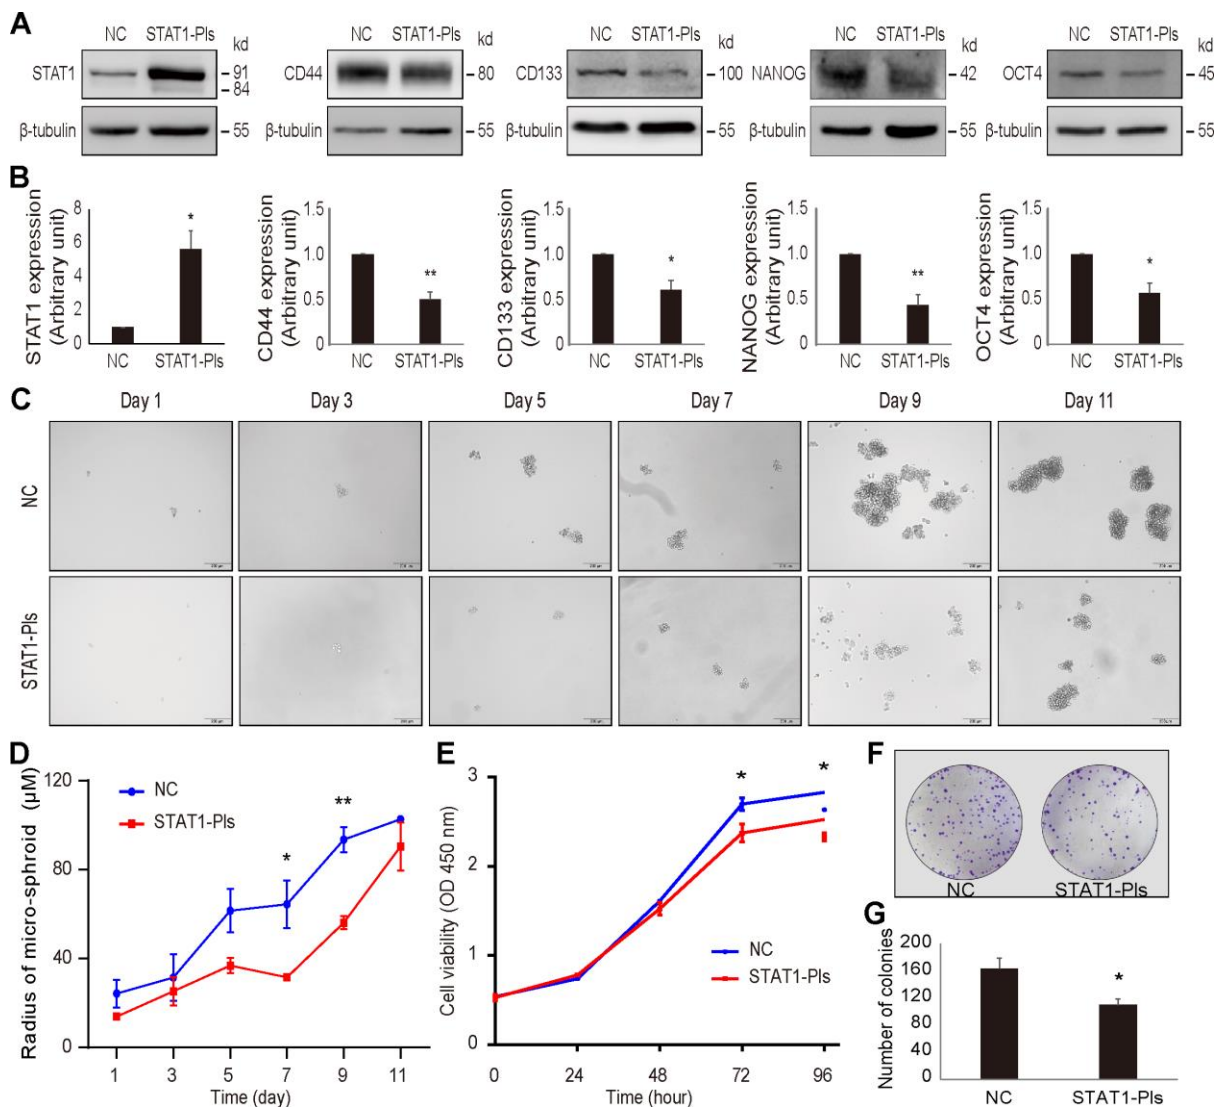 A
NC STAT1-Pls
kd
STAT1
91
84
β-tubulin
55
NC STAT1-Pls
kd
CD44
80
β-tubulin
55
NC STAT1-Pls
kd
CD133
100
β-tubulin
55
NC STAT1-Pls
kd
NANOG
42
β-tubulin
55
NC STAT1-Pls
kd
OCT4
45
β-tubulin
55
B
STAT1 expression
(Arbitrary unit)
8
6
4
2
0
*
NC STAT1-Pls
CD44 expression
(Arbitrary unit)
1.5
1.0
0.5
0
**
NC STAT1-Pls
CD133 expression
(Arbitrary unit)
1.5
1.0
0.5
0
*
NC STAT1-Pls
NANOG expression
(Arbitrary unit)
1.5
1.0
0.5
0
**
NC STAT1-Pls
OCT4 expression
(Arbitrary unit)
1.5
1.0
0.5
0
*
NC STAT1-Pls
C
Day 1 Day 3 Day 5 Day 7 Day 9 Day 11
NC
STAT1-Pls
D
Radius of micro-sphroid (μM)
120
80
40
0
NC
STAT1-Pls
*
**
1 3 5 7 9 11
Time (day)
E
Cell viability (OD 450 nm)
3
2
1
0
*
*
NC
STAT1-Pls
0 24 48 72 96
Time (hour)
F
NC STAT1-Pls
G
Number of colonies
200
160
120
80
40
0
*
NC STAT1-Pls